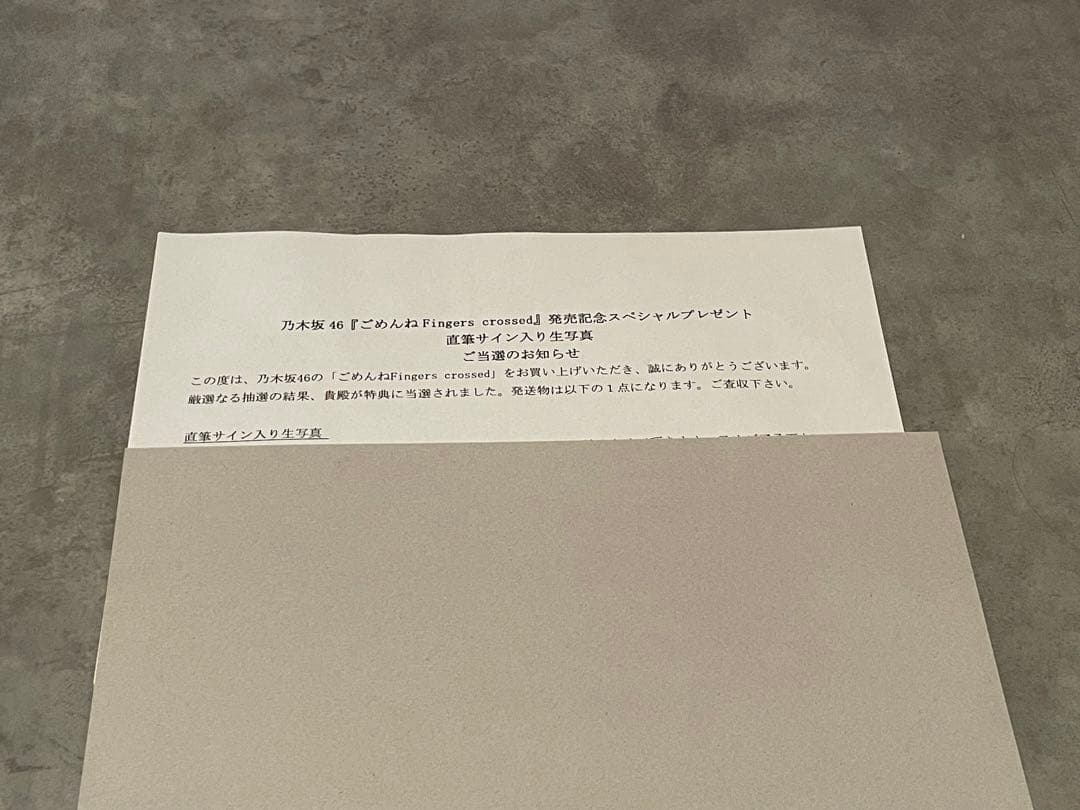 乃木坂46『ごめんねFingers crossed』発売記念スペシャルプレゼント
直筆サイン入り生写真
ご当選のお知らせ
この度は、乃木坂46の「ごめんねFingers crossed」をお買い上げいただき、誠にありがとうございます。
厳選なる抽選の結果、貴殿が特典に当選されました。発送物は以下の1点になります。ご査収下さい。
直筆サイン入り生写真